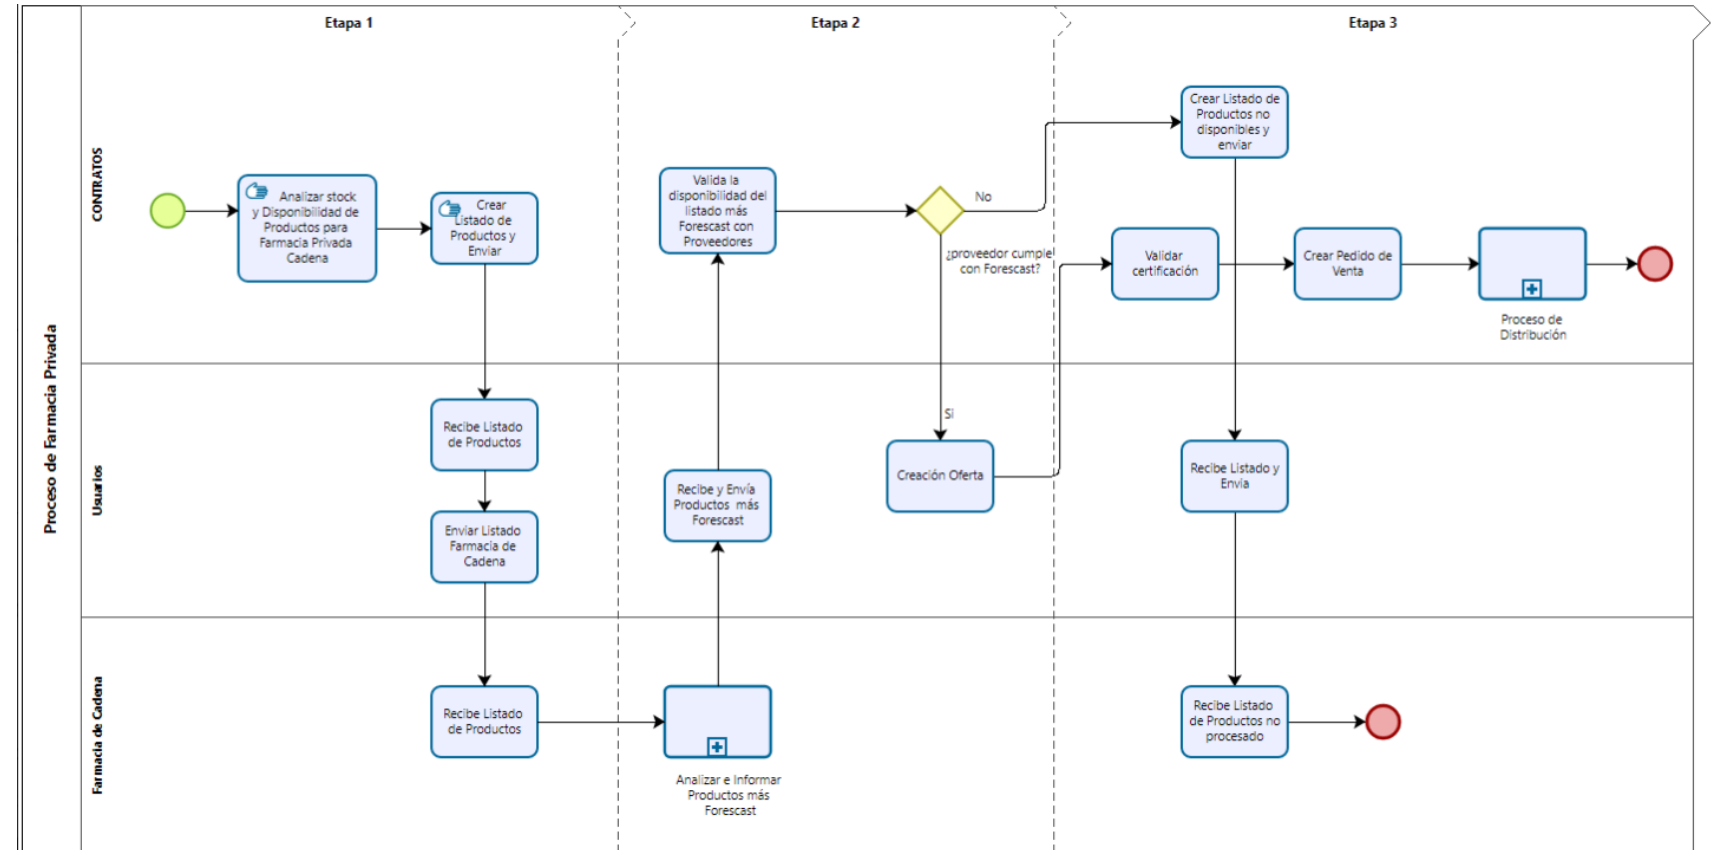 Proceso de Farmacia Privada
Etapa 1
Etapa 2
Etapa 3
CONTRATOS
Analizar stock
y Disponibilidad de
Productos para
Farmacia Privada
Cadena
Crear
Listado de
Productos y
Enviar
Valida la
disponibilidad del
listado más
Forescast con
Proveedores
No
¿proveedor cumple
con Forescast?
Si
Crear Listado de
Productos no
disponibles y
enviar
Validar
certificación
Crear Pedido de
Venta
Proceso de
Distribución
Usuarios
Recibe Listado
de Productos
Enviar Listado
Farmacia de
Cadena
Recibe y Envía
Productos más
Forescast
Creación Oferta
Recibe Listado y
Envia
Farmacia de Cadena
Recibe Listado
de Productos
Analizar e Informar
Productos más
Forescast
Recibe Listado
de Productos no
procesado